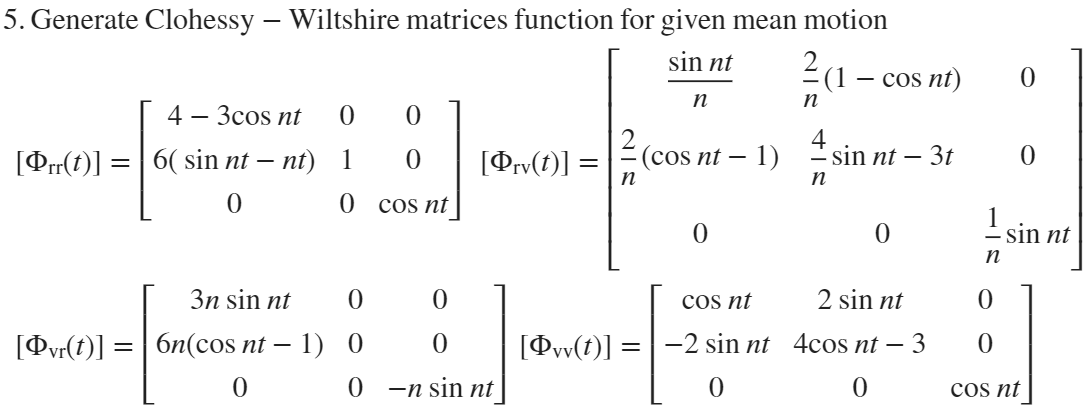 5. Generate Clohessy – Wiltshire matrices function for given mean motion
[Φrr(t)] = [ 4 – 3cos nt 0 0
6( sin nt – nt) 1 0
0 0 cos nt ]
[Φrv(t)] = [ sin nt/n 2/n (1 – cos nt) 0
2/n (cos nt – 1) 4/n sin nt – 3t 0
0 0 1/n sin nt ]
[Φvr(t)] = [ 3n sin nt 0 0
6n(cos nt – 1) 0 0
0 0 –n sin nt ]
[Φvv(t)] = [ cos nt 2 sin nt 0
–2 sin nt 4cos nt – 3 0
0 0 cos nt ]